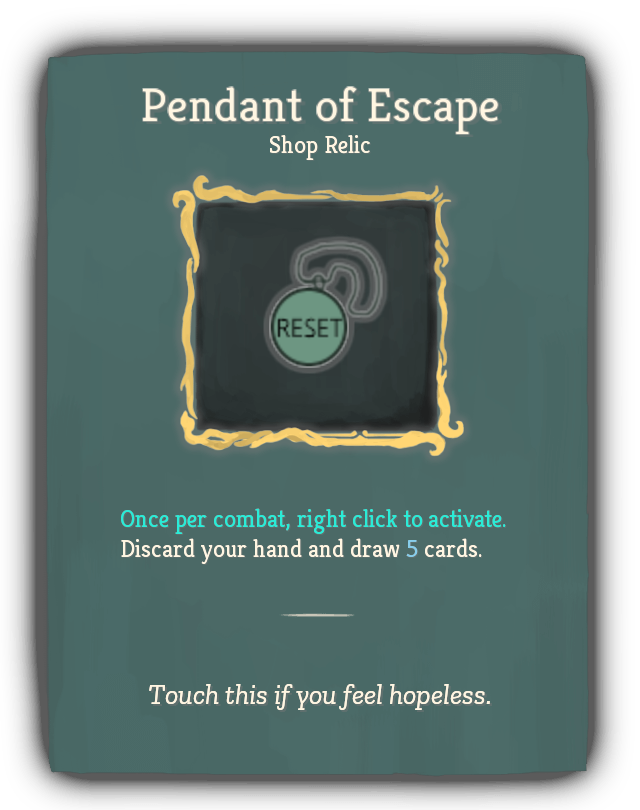 Pendant of Escape
Shop Relic
RESET
Once per combat, right click to activate.
Discard your hand and draw 5 cards.
Touch this if you feel hopeless.